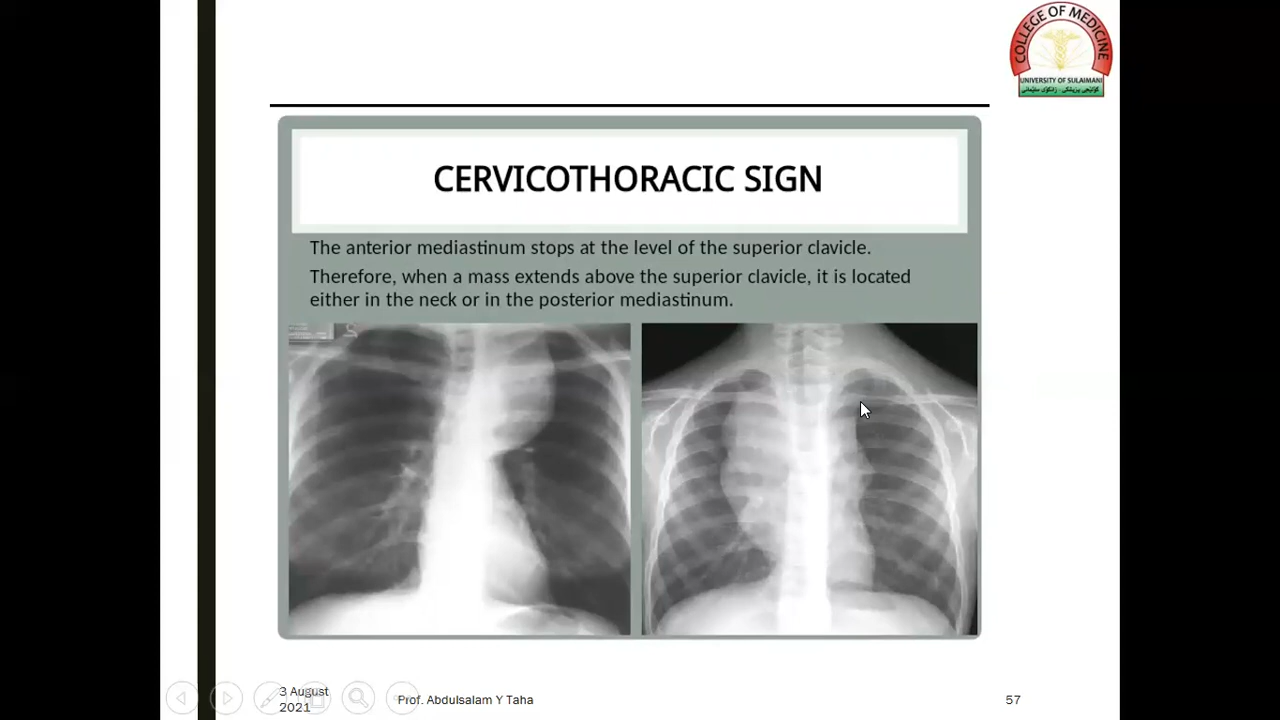 COLLEGE OF MEDICINE
UNIVERSITY OF SULAIMANI
CERVICOTHORACIC SIGN
The anterior mediastinum stops at the level of the superior clavicle.
Therefore, when a mass extends above the superior clavicle, it is located
either in the neck or in the posterior mediastinum.
3 August
2021
Prof. Abdulsalam Y Taha
57